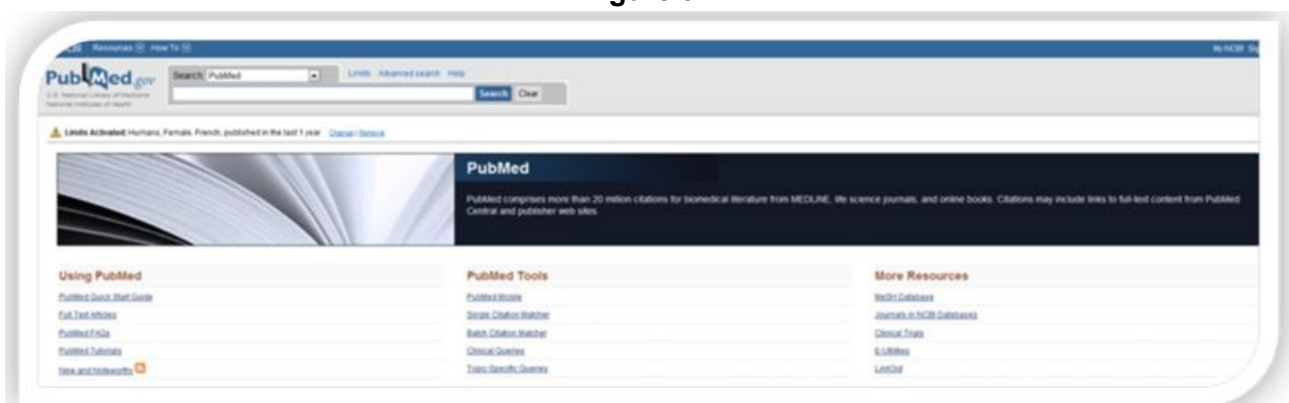 Resources How To
My NCBI
PubMed.gov
U.S. National Library of Medicine
National Institutes of Health
Search: PubMed
Limits Advanced search Help
Search Clear
Limits Activated: Humans, Female, French, published in the last 1 year Change | Remove
PubMed
PubMed comprises more than 20 million citations for biomedical literature from MEDLINE, life science journals, and online books. Citations may include links to full-text content from PubMed
Central and publisher web sites.
Using PubMed
PubMed Quick Start Guide
Full Text Articles
PubMed FAQs
PubMed Tutorials
New and Noteworthy
PubMed Tools
PubMed Mobile
Single Citation Matcher
Batch Citation Matcher
Clinical Queries
Topic-Specific Queries
More Resources
MeSH Database
Journals in NCBI Databases
Clinical Trials
E-Utilities
LinkOut